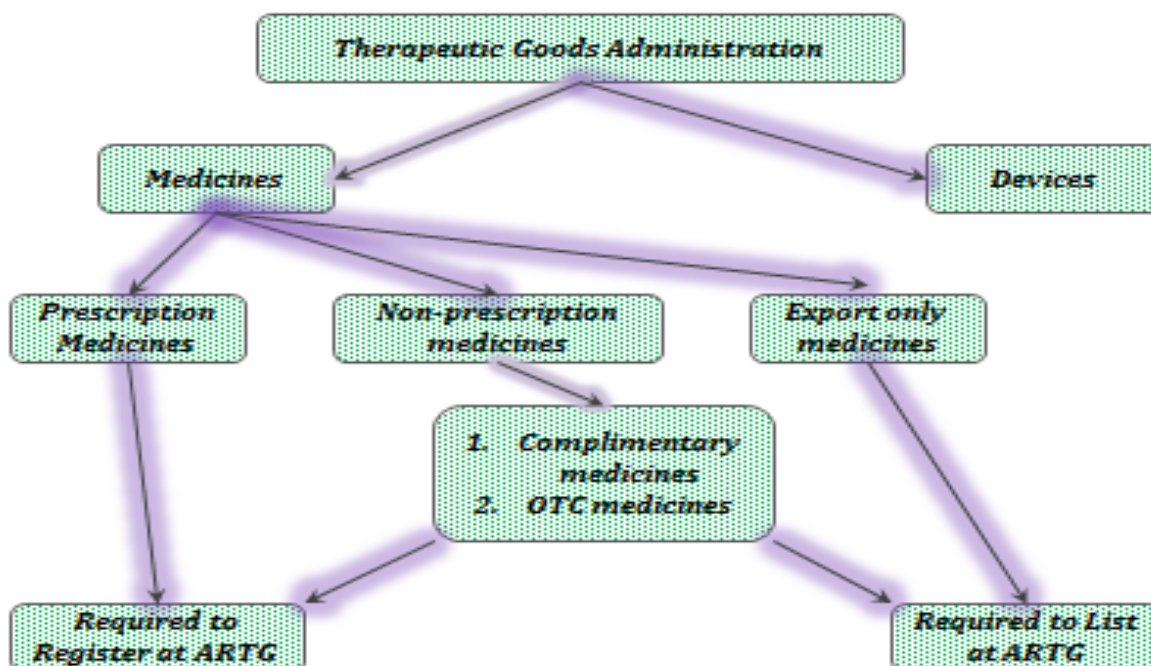 Therapeutic Goods Administration
Medicines
Devices
Prescription
Medicines
Non-prescription
medicines
Export only
medicines
1. Complimentary
medicines
2. OTC medicines
Required to
Register at ARTG
Required to List
at ARTG